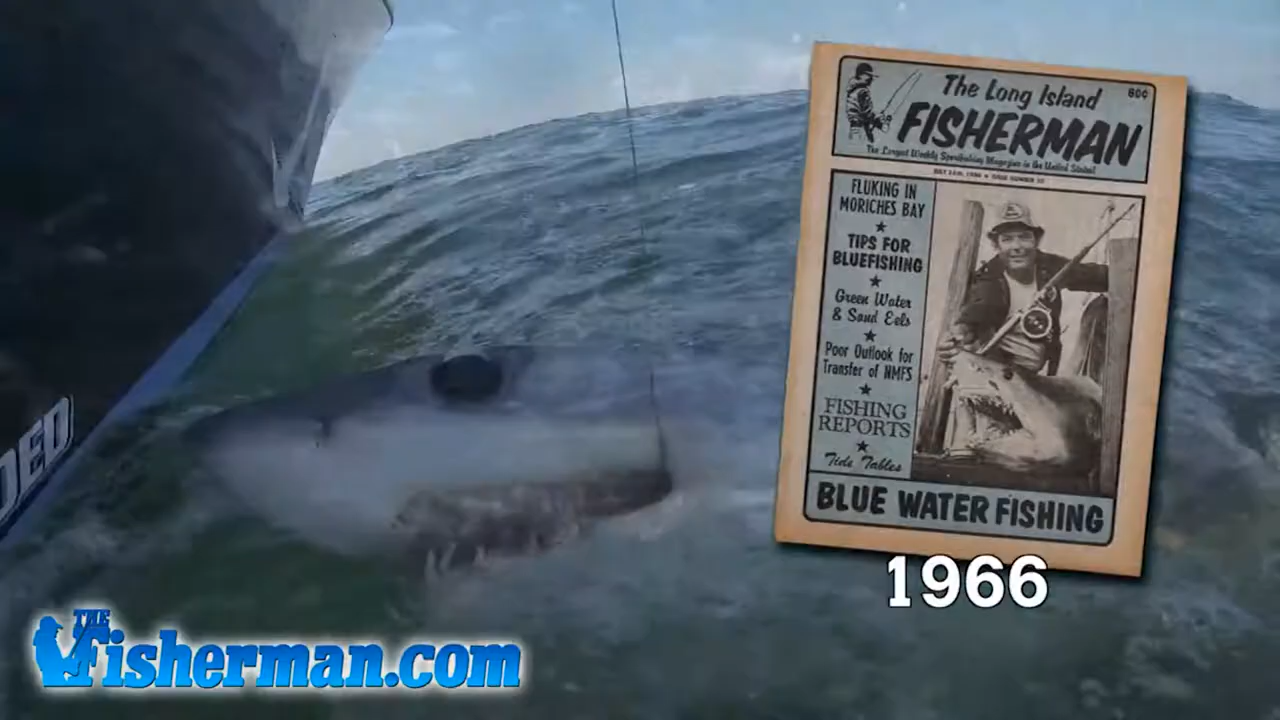 The Long Island
60¢
FISHERMAN
The Largest Weekly Sportfishing Magazine in the United States!
FLUKING IN
MORICHES BAY
TIPS FOR
BLUEFISHING
Green Water
& Sand Eels
Poor Outlook for
Transfer of NMFS
FISHING
REPORTS
Tide Tables
BLUE WATER FISHING
1966
DED
THE
Fisherman.com